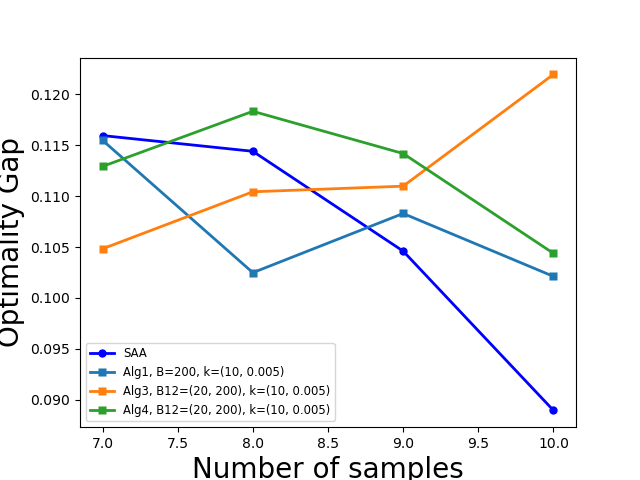 Optimality Gap
0.120
0.115
0.110
0.105
0.100
0.095
0.090
SAA
Alg1, B=200, k=(10, 0.005)
Alg3, B12=(20, 200), k=(10, 0.005)
Alg4, B12=(20, 200), k=(10, 0.005)
7.0 7.5 8.0 8.5 9.0 9.5 10.0
Number of samples